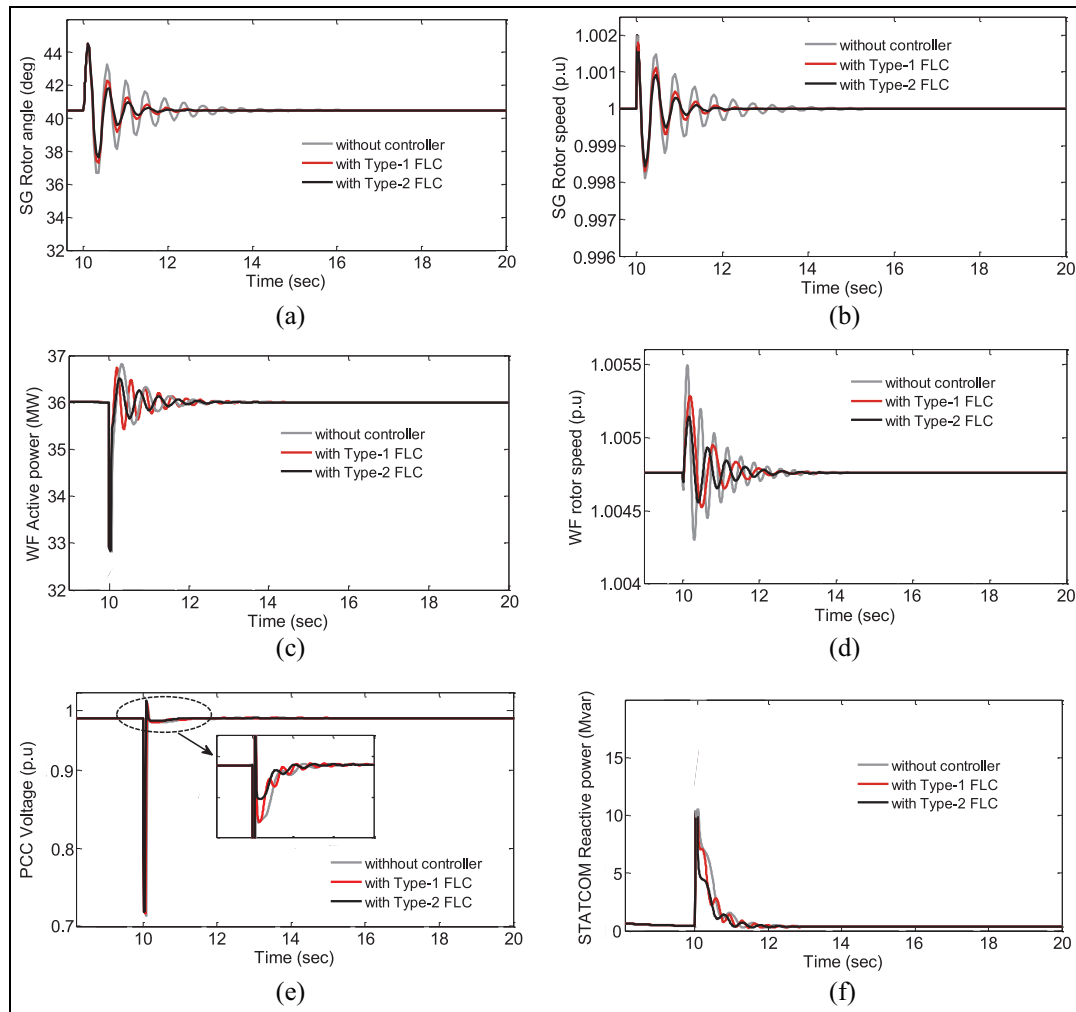 SG Rotor angle (deg)
44
42
40
38
36
34
32
without controller
with Type-1 FLC
with Type-2 FLC
10 12 14 16 18 20
Time (sec)
(a)
SG Rotor speed (p.u)
1.002
1.001
1
0.999
0.998
0.997
0.996
without controller
with Type-1 FLC
with Type-2 FLC
10 12 14 16 18 20
Time (sec)
(b)
WF Active power (MW)
37
36
35
34
33
32
without controller
with Type-1 FLC
with Type-2 FLC
10 12 14 16 18 20
Time (sec)
(c)
WF rotor speed (p.u)
1.0055
1.005
1.0045
1.004
without controller
with Type-1 FLC
with Type-2 FLC
10 12 14 16 18 20
Time (sec)
(d)
PCC Voltage (p.u)
1
0.9
0.8
0.7
withhout controller
with Type-1 FLC
with Type-2 FLC
10 12 14 16 18 20
Time (sec)
(e)
STATCOM Reactive power (Mvar)
15
10
5
0
without controller
with Type-1 FLC
with Type-2 FLC
10 12 14 16 18 20
Time (sec)
(f)